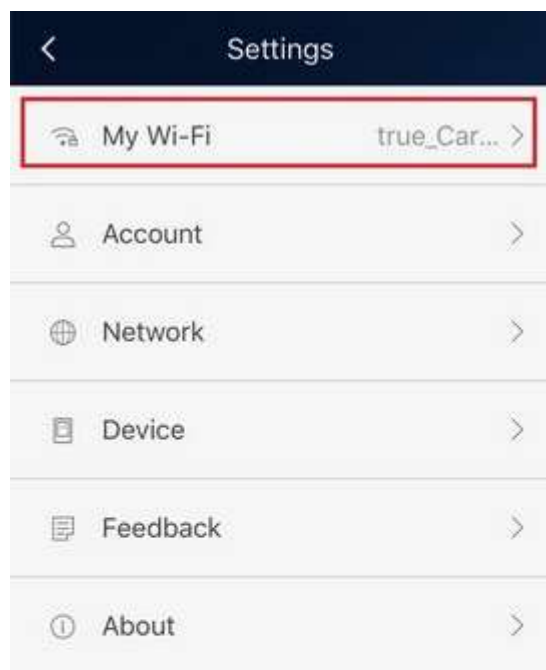 Settings
My Wi-Fi true_Car...
Account
Network
Device
Feedback
About